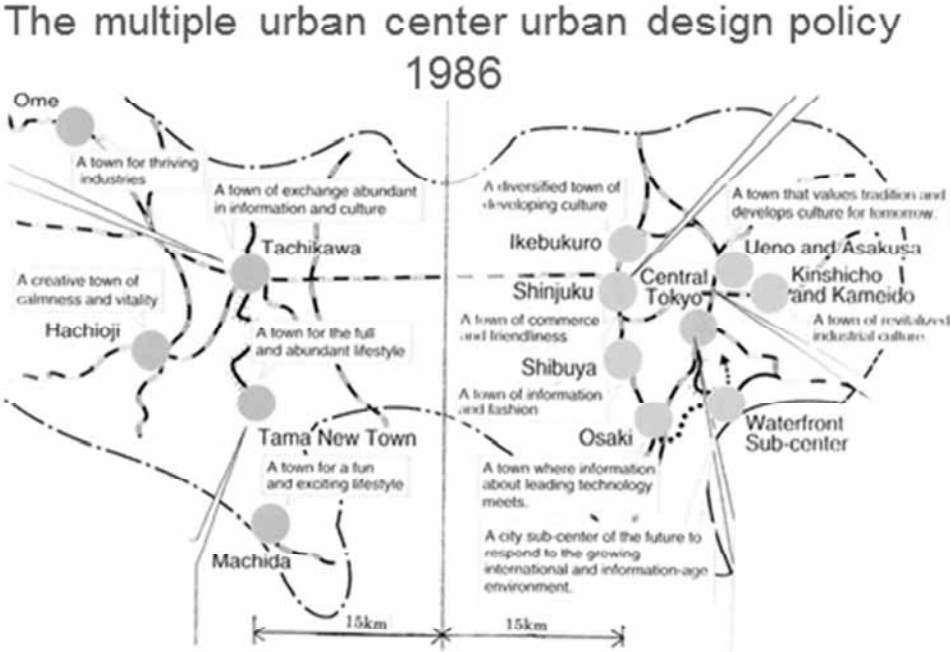 The multiple urban center urban design policy
1986
Ome
A town for thriving
industries
A town of exchange abundant
in information and culture
Tachikawa
A creative town of
calmness and vitality
Hachioji
A town for the full
and abundant lifestyle
Tama New Town
A town for a fun
and exciting lifestyle
Machida
A diversified town of
developing culture
Ikebukuro
A town that values tradition and
develops culture for tomorrow.
Ueno and Asakusa
Shinjuku
Central
Tokyo
Kinshicho
and Kameido
A town of commerce
and friendliness
A town of revitalized
industrial culture.
Shibuya
A town of information
and fashion
Osaki
Waterfront
Sub-center
A town where information
about leading technology
meets.
A city sub-center of the future to
respond to the growing
international and information-age
environment.
15km
15km